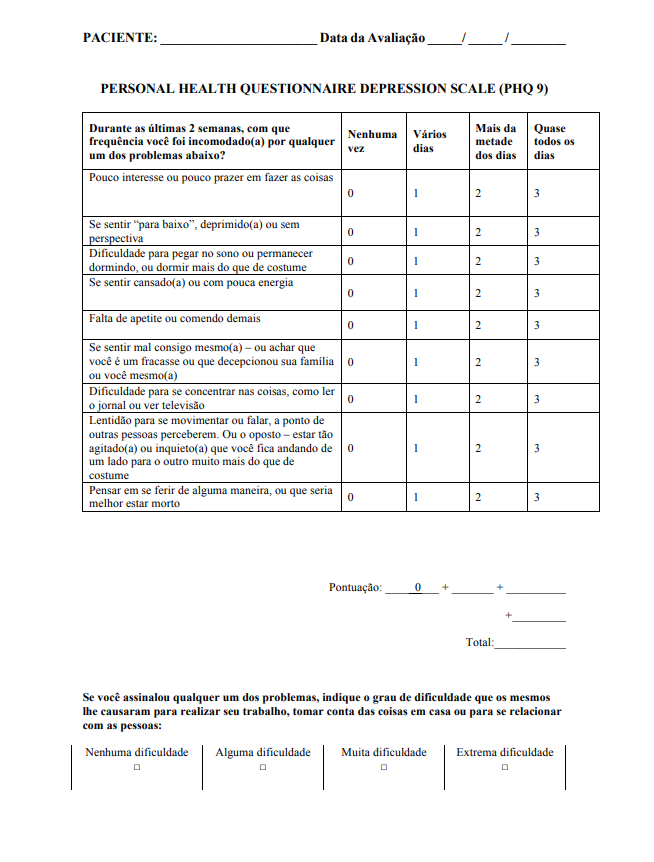 PACIENTE: ______________________ Data da Avaliação _____/ _____ / ________
PERSONAL HEALTH QUESTIONNAIRE DEPRESSION SCALE (PHQ 9)
Durante as últimas 2 semanas, com que
frequência você foi incomodado(a) por qualquer
um dos problemas abaixo?
Nenhuma
vez
Vários
dias
Mais da
metade
dos dias
Quase
todos os
dias
Pouco interesse ou pouco prazer em fazer as coisas
0 1 2 3
Se sentir “para baixo”, deprimido(a) ou sem
perspectiva
0 1 2 3
Dificuldade para pegar no sono ou permanecer
dormindo, ou dormir mais do que de costume
0 1 2 3
Se sentir cansado(a) ou com pouca energia
0 1 2 3
Falta de apetite ou comendo demais
0 1 2 3
Se sentir mal consigo mesmo(a) – ou achar que
você é um fracasse ou que decepcionou sua família
ou você mesmo(a)
0 1 2 3
Dificuldade para se concentrar nas coisas, como ler
o jornal ou ver televisão
0 1 2 3
Lentidão para se movimentar ou falar, a ponto de
outras pessoas perceberem. Ou o oposto – estar tão
agitado(a) ou inquieto(a) que você fica andando de
um lado para o outro muito mais do que de
costume
0 1 2 3
Pensar em se ferir de alguma maneira, ou que seria
melhor estar morto
0 1 2 3
Pontuação: _____0___ + _______ + __________
+_________
Total:____________
Se você assinalou qualquer um dos problemas, indique o grau de dificuldade que os mesmos
lhe causaram para realizar seu trabalho, tomar conta das coisas em casa ou para se relacionar
com as pessoas:
Nenhuma dificuldade Alguma dificuldade Muita dificuldade Extrema dificuldade
□ □ □ □